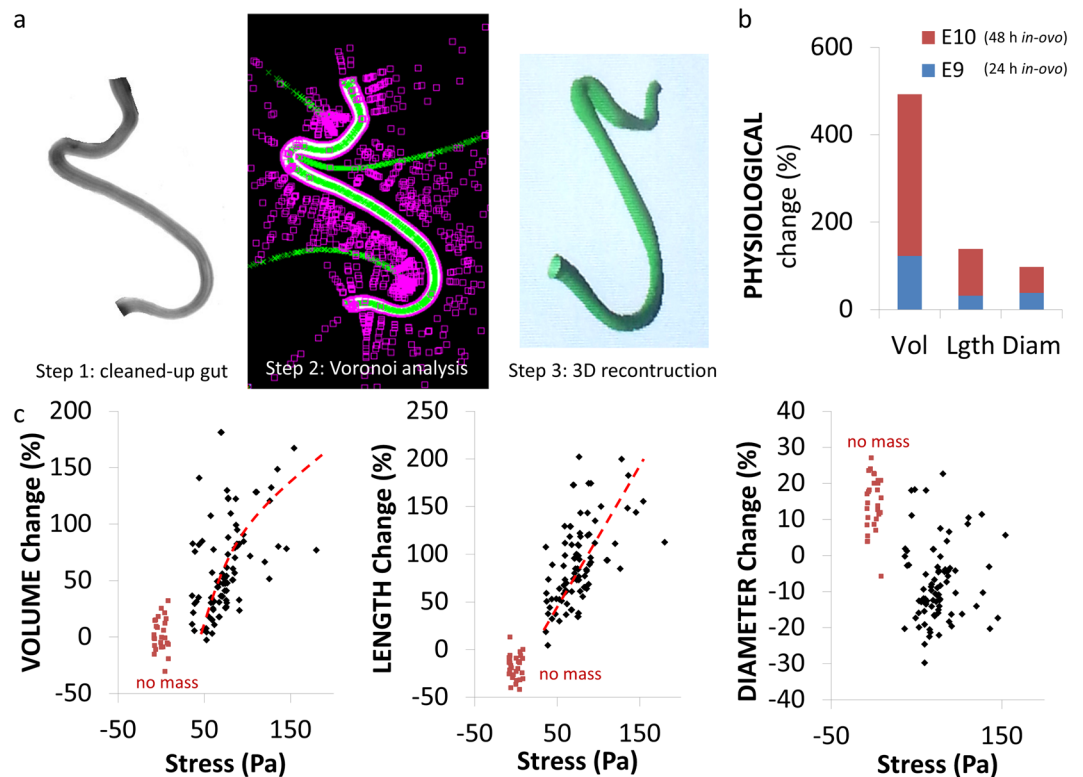 a
Step 1: cleaned-up gut
Step 2: Voronoi analysis
Step 3: 3D recontruction
b
E10 (48 h in-ovo)
E9 (24 h in-ovo)
PHYSIOLOGICAL
change (%)
600
400
200
0
Vol Lgth Diam
c
VOLUME Change (%)
200
150
100
50
0
-50
no mass
-50 50 150
Stress (Pa)
LENGTH Change (%)
250
200
150
100
50
0
-50
no mass
-50 50 150
Stress (Pa)
DIAMETER Change (%)
40
30
20
10
0
-10
-20
-30
-40
no mass
-50 50 150
Stress (Pa)